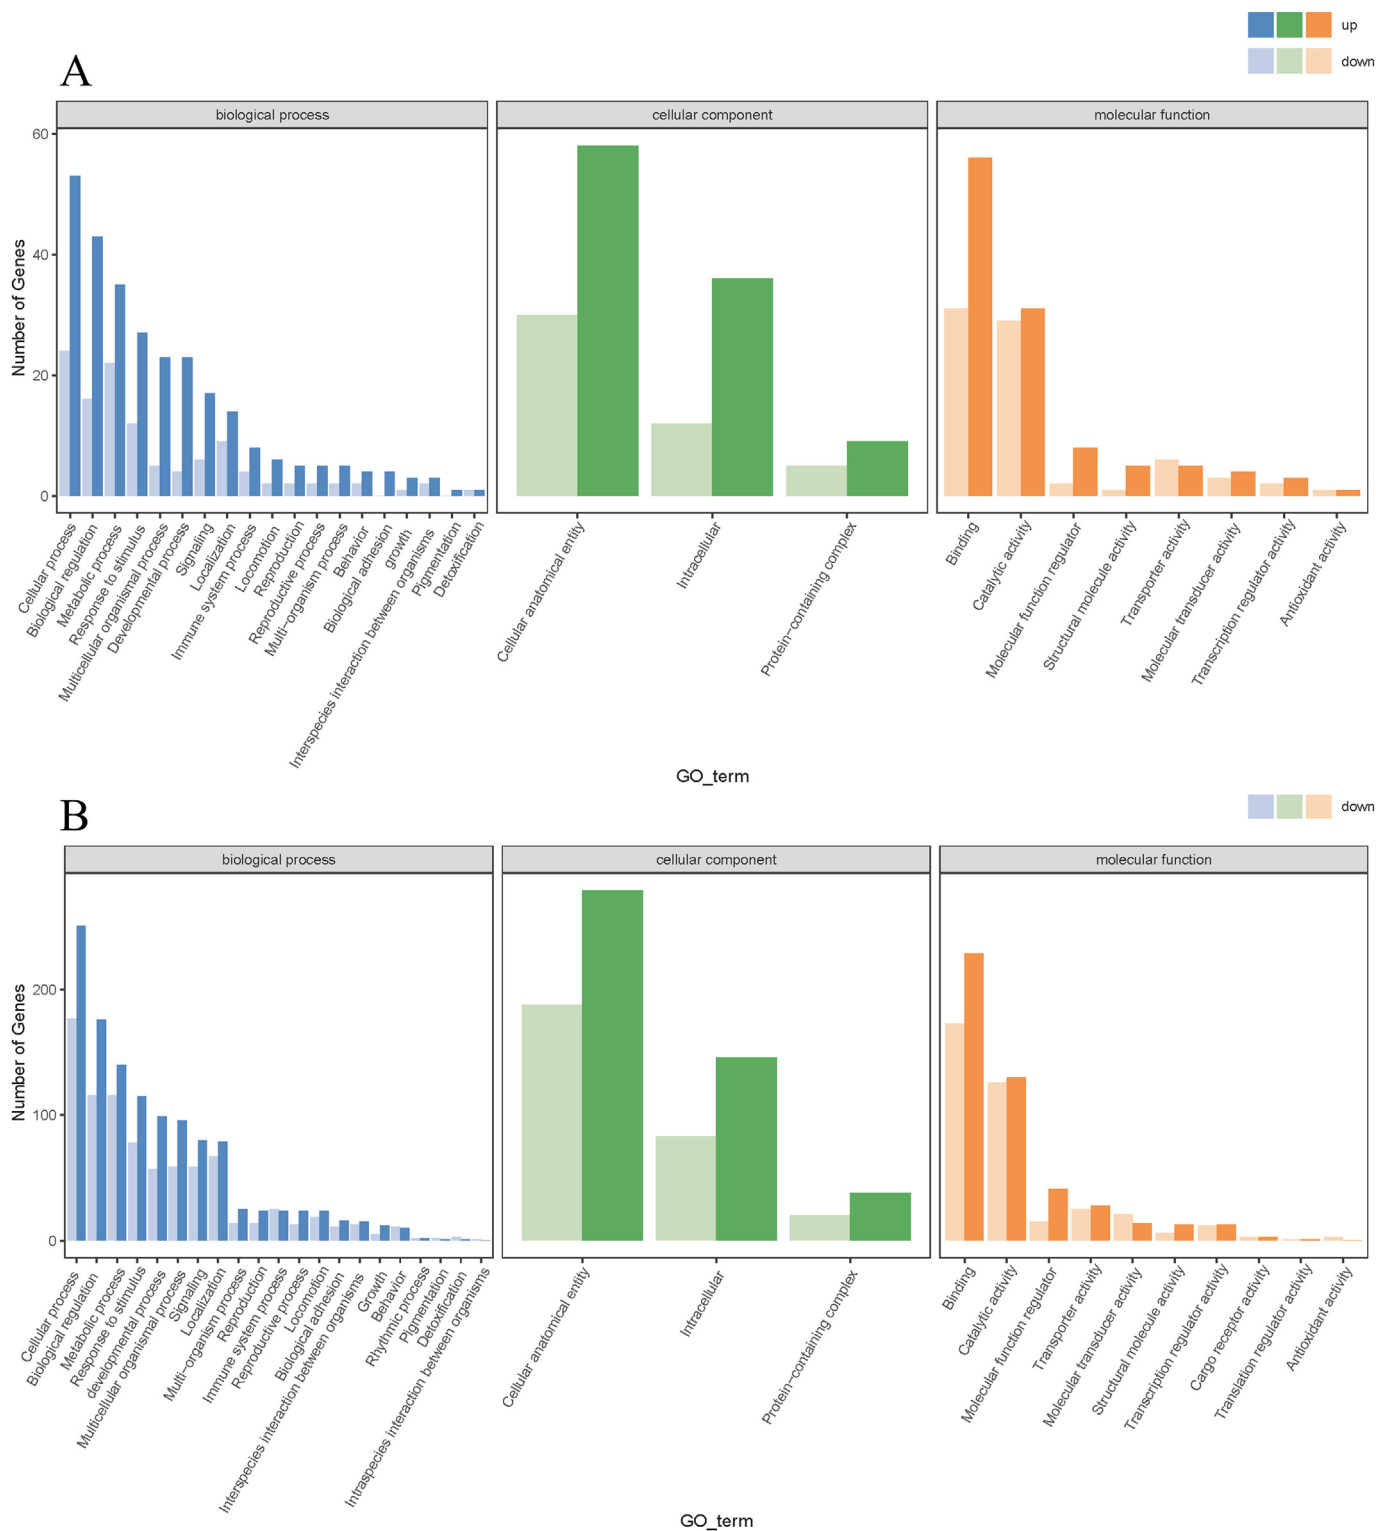 up
down
A
biological process
cellular component
molecular function
60
40
20
0
Number of Genes
Cellular process
Biological regulation
Metabolic process
Response to stimulus
Multicellular organismal process
Developmental process
Signaling
Localization
Immune system process
Locomotion
Reproduction
Reproductive process
Multi−organism process
Behavior
Biological adhesion
growth
Interspecies interaction between organisms
Pigmentation
Detoxification
Cellular anatomical entity
Intracellular
Protein−containing complex
Binding
Catalytic activity
Molecular function regulator
Structural molecule activity
Transporter activity
Molecular transducer activity
Transcription regulator activity
Antioxidant activity
GO_term
B
down
biological process
cellular component
molecular function
200
100
0
Number of Genes
Cellular process
Biological regulation
Metabolic process
Response to stimulus
developmental process
Multicellular organismal process
Signaling
Localization
Multi−organism process
Reproduction
Immune system process
Reproductive process
Locomotion
Biological adhesion
Interspecies interaction between organisms
Growth
Behavior
Rhythmic process
Pigmentation
Detoxification
Intraspecies interaction between organisms
Cellular anatomical entity
Intracellular
Protein−containing complex
Binding
Catalytic activity
Molecular function regulator
Transporter activity
Molecular transducer activity
Structural molecule activity
Transcription regulator activity
Cargo receptor activity
Translation regulator activity
Antioxidant activity
GO_term